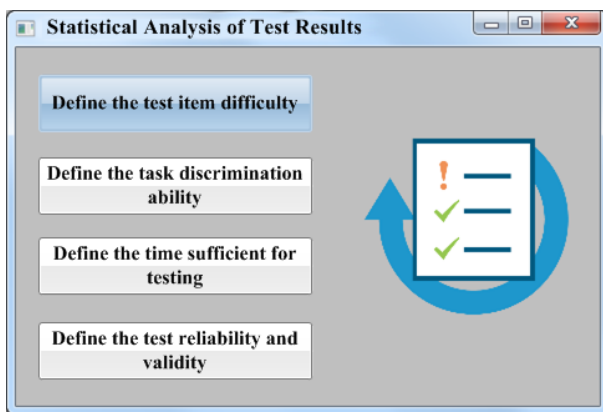 Statistical Analysis of Test Results
Define the test item difficulty
Define the task discrimination
ability
Define the time sufficient for
testing
Define the test reliability and
validity